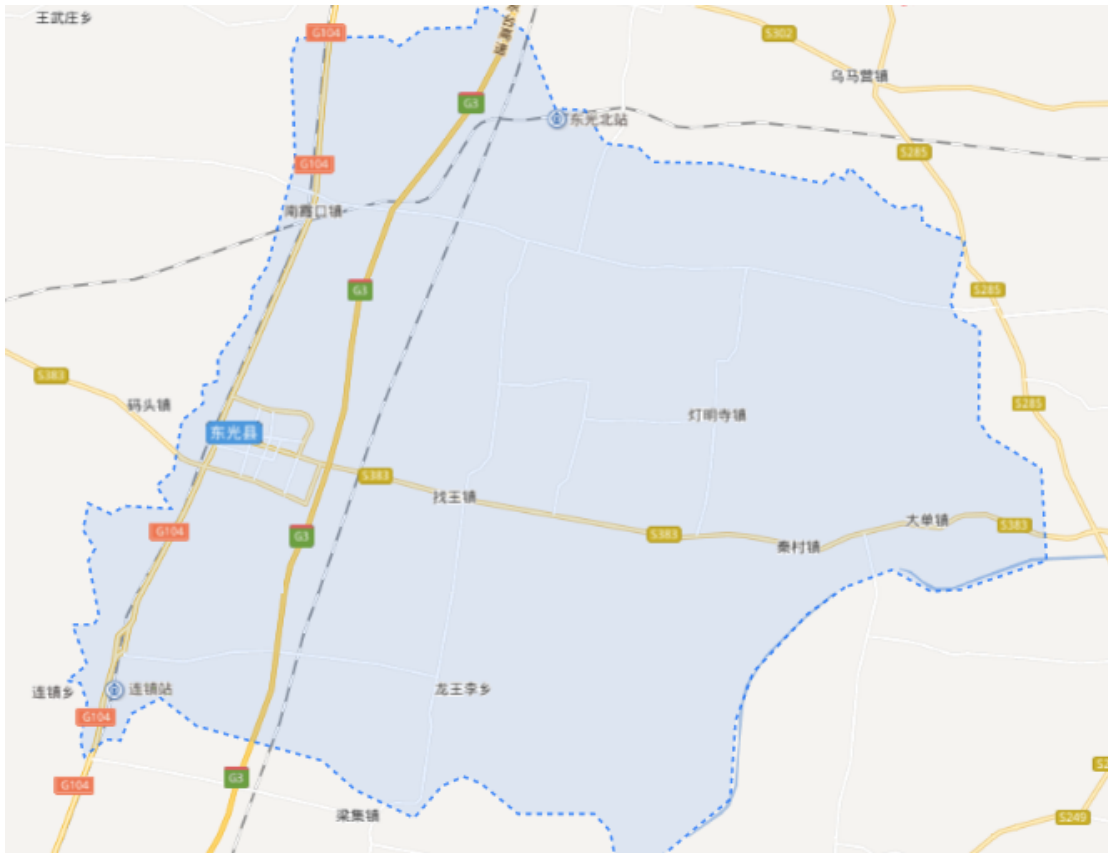 王武庄乡
G104
S302
乌马营镇
G3
东光北站
S285
G104
南霞口镇
G3
S285
S383
码头镇
S285
灯明寺镇
东光县
S383
找王镇
G104
G3
S383
大单镇
S383
秦村镇
连镇乡
连镇站
龙王李乡
G104
G104
G3
梁集镇
S249